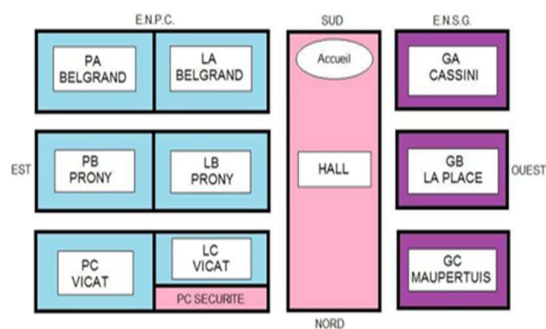 E.N.P.C.
SUD
E.N.S.G.
PA
BELGRAND
LA
BELGRAND
Accueil
GA
CASSINI
EST
PB
PRONY
LB
PRONY
HALL
GB
LA PLACE
OUEST
PC
VICAT
LC
VICAT
PC SECURITE
GC
MAUPERTUIS
NORD